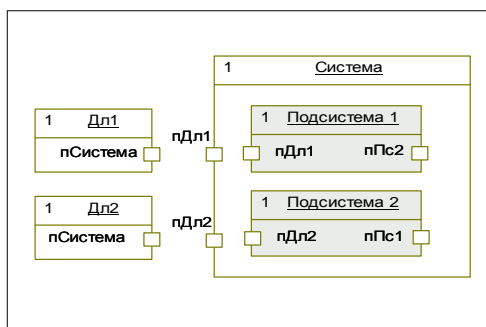 1 Система
1 Дл1
пСистема
пДл1
1 Подсистема 1
пДл1 пПс2
1 Дл2
пСистема
пДл2
1 Подсистема 2
пДл2 пПс1